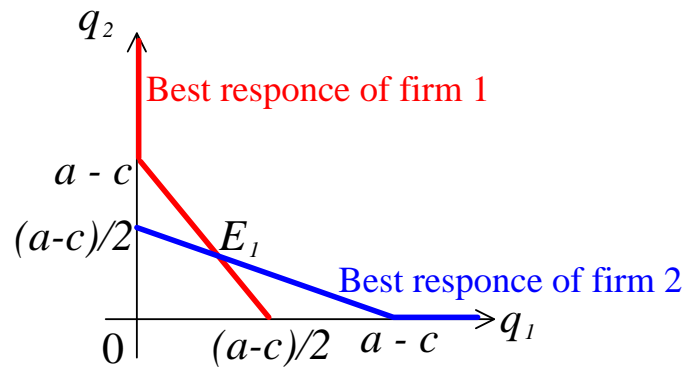 q2
Best responce of firm 1
a - c
(a-c)/2
E1
Best responce of firm 2
q1
0
(a-c)/2
a - c